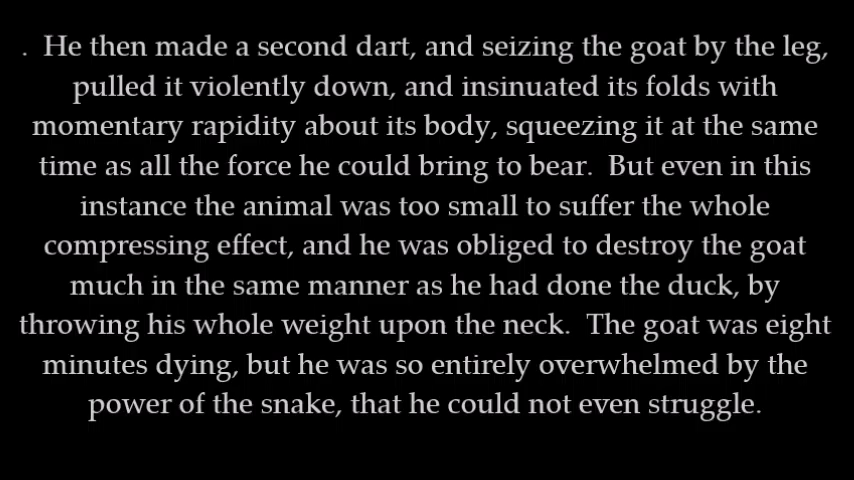 .  He then made a second dart, and seizing the goat by the leg,
pulled it violently down, and insinuated its folds with
momentary rapidity about its body, squeezing it at the same
time as all the force he could bring to bear.  But even in this
instance the animal was too small to suffer the whole
compressing effect, and he was obliged to destroy the goat
much in the same manner as he had done the duck, by
throwing his whole weight upon the neck.  The goat was eight
minutes dying, but he was so entirely overwhelmed by the
power of the snake, that he could not even struggle.